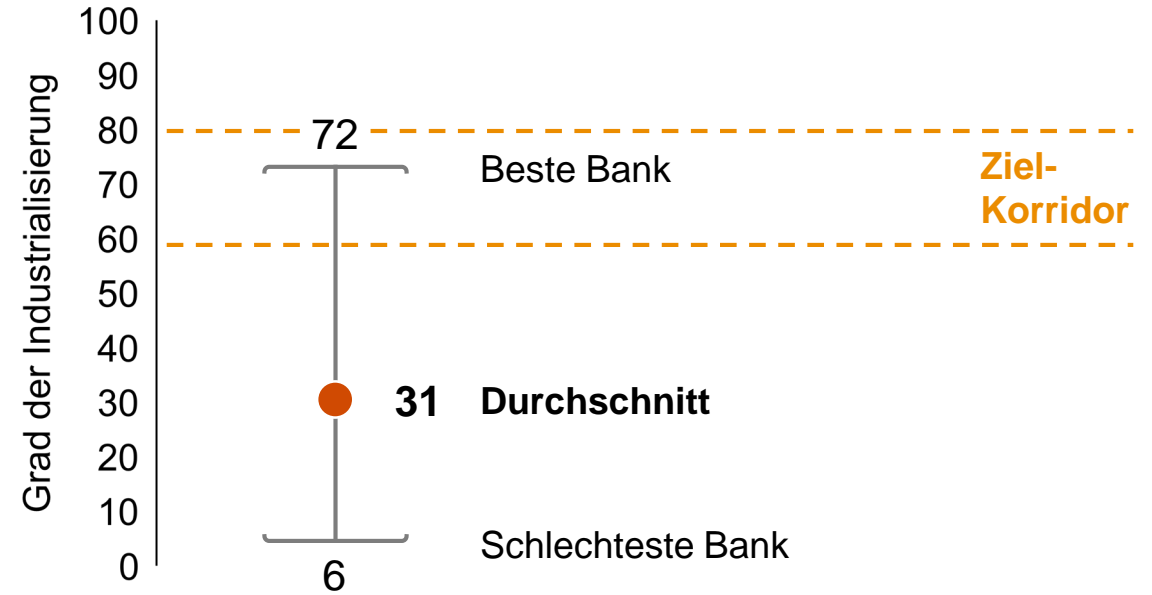 Grad der Industrialisierung
100
90
80
70
60
50
40
30
20
10
0
72
Beste Bank
Ziel-
Korridor
31 Durchschnitt
Schlechteste Bank
6